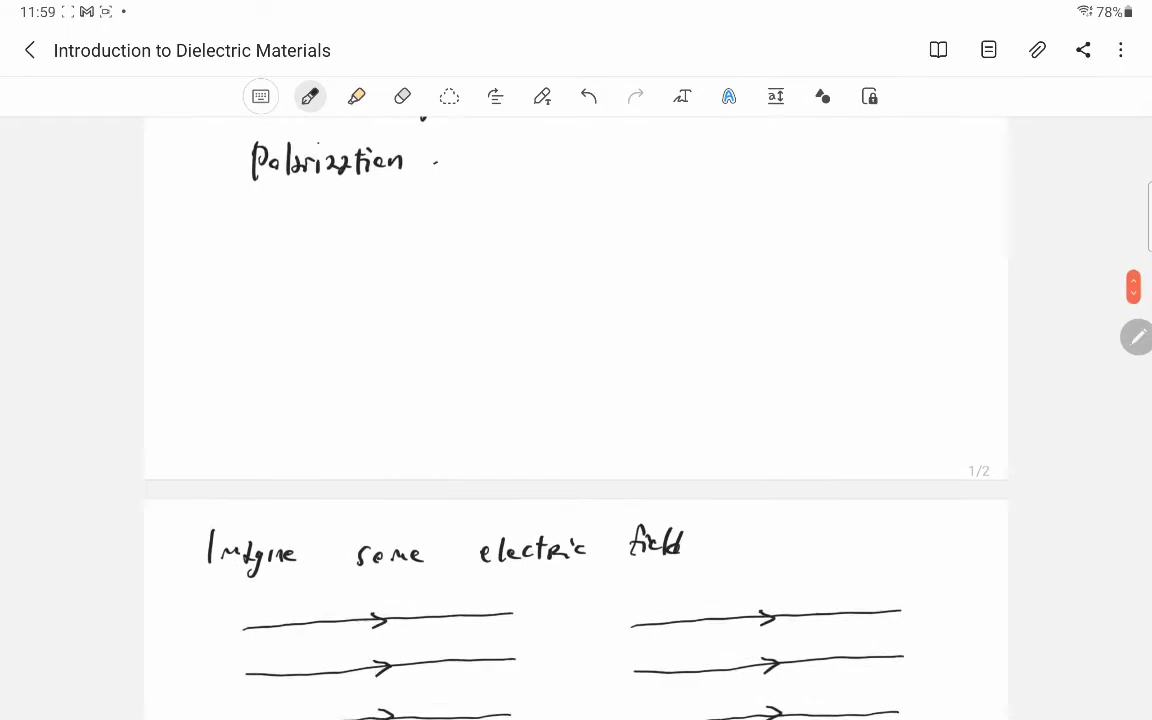 11:59 78%
Introduction to Dielectric Materials
Polarization .
1/2
Imagine some electric field